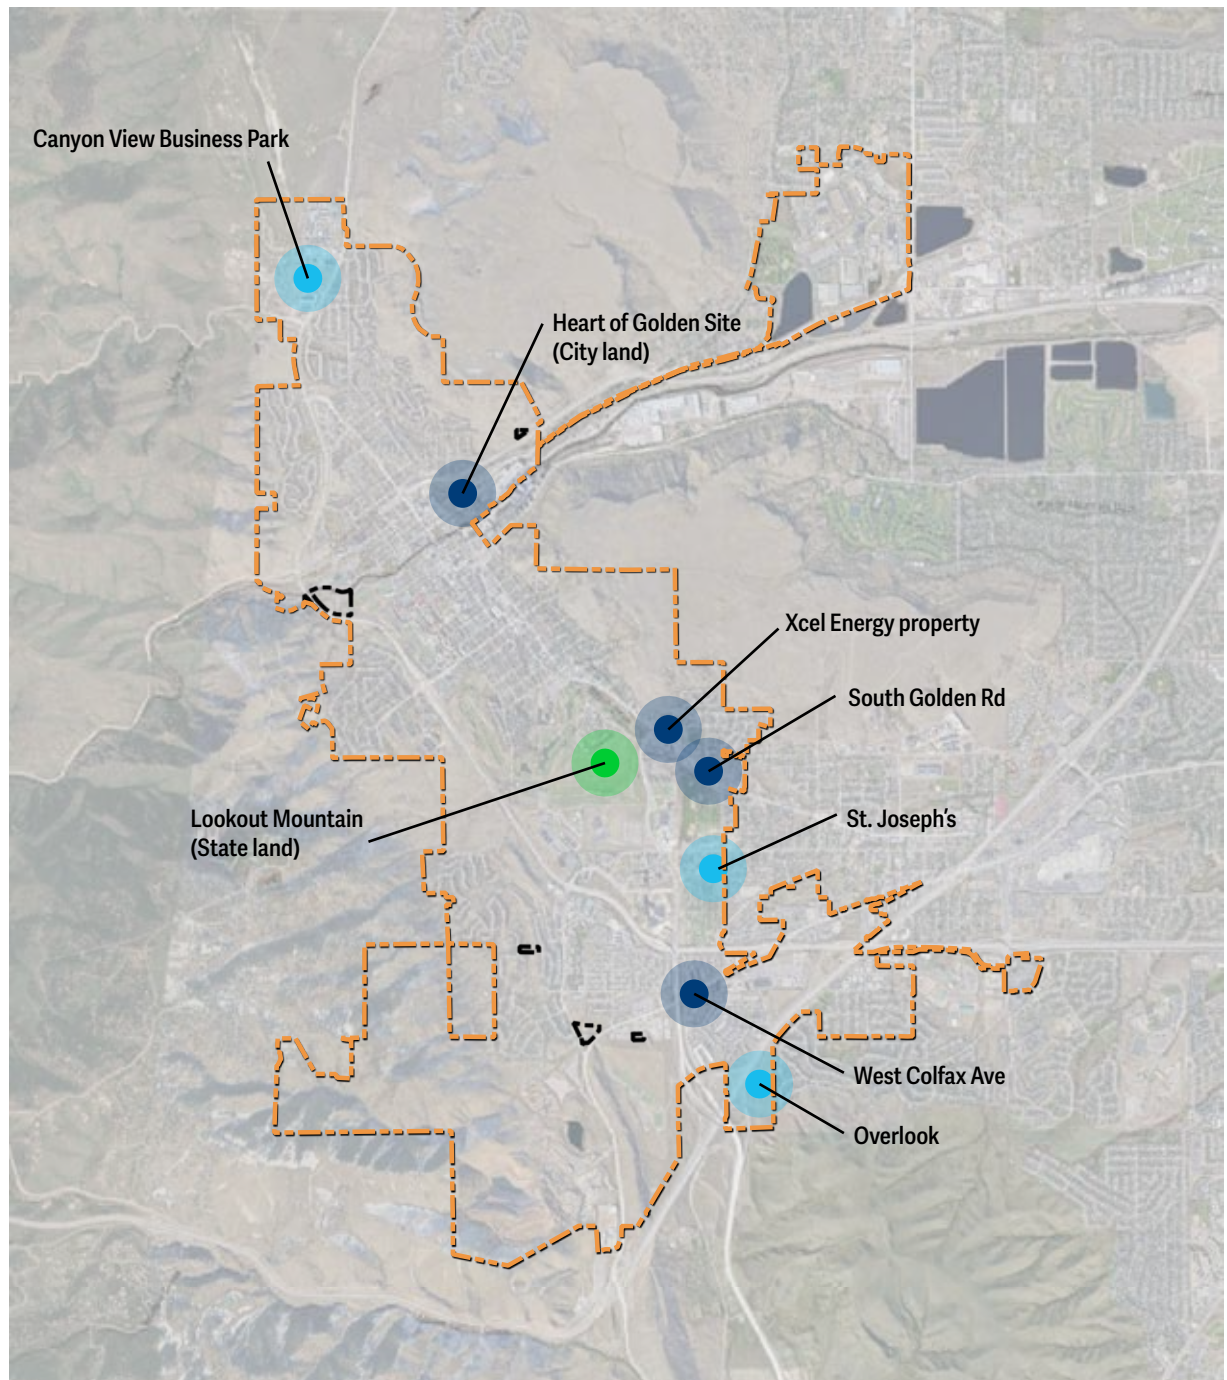 Canyon View Business Park
Heart of Golden Site
(City land)
Xcel Energy property
South Golden Rd
Lookout Mountain
(State land)
St. Joseph's
West Colfax Ave
Overlook